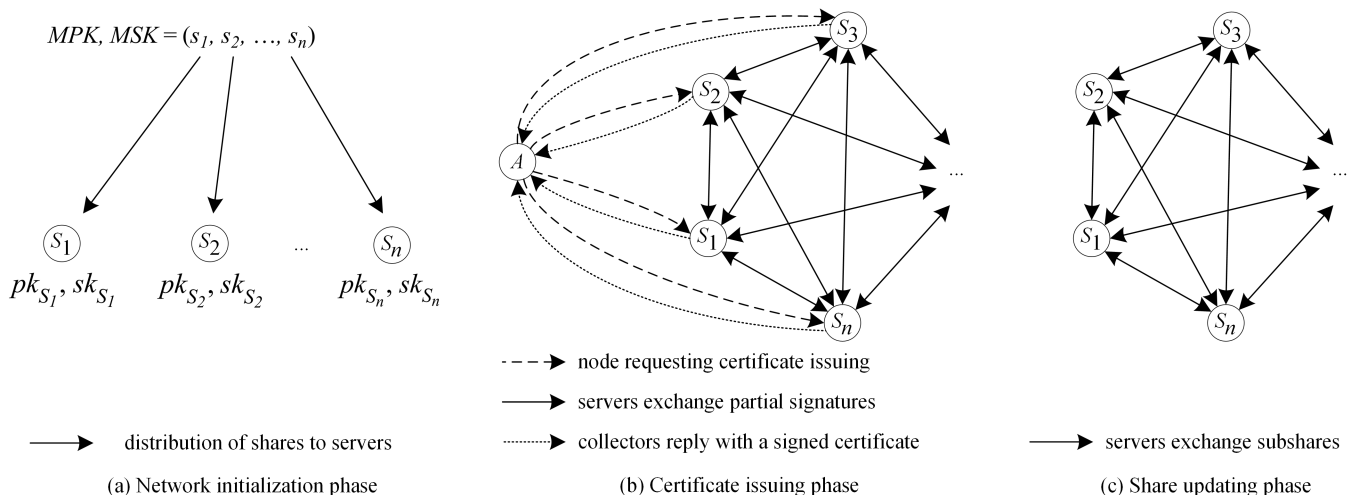 MPK, MSK = (s1, s2, …, sn)
S1
S2
...
Sn
pkS1, skS1
pkS2, skS2
pkSn, skSn
distribution of shares to servers
(a) Network initialization phase
S3
S2
A
...
S1
Sn
node requesting certificate issuing
servers exchange partial signatures
collectors reply with a signed certificate
(b) Certificate issuing phase
S3
S2
...
S1
Sn
servers exchange subshares
(c) Share updating phase